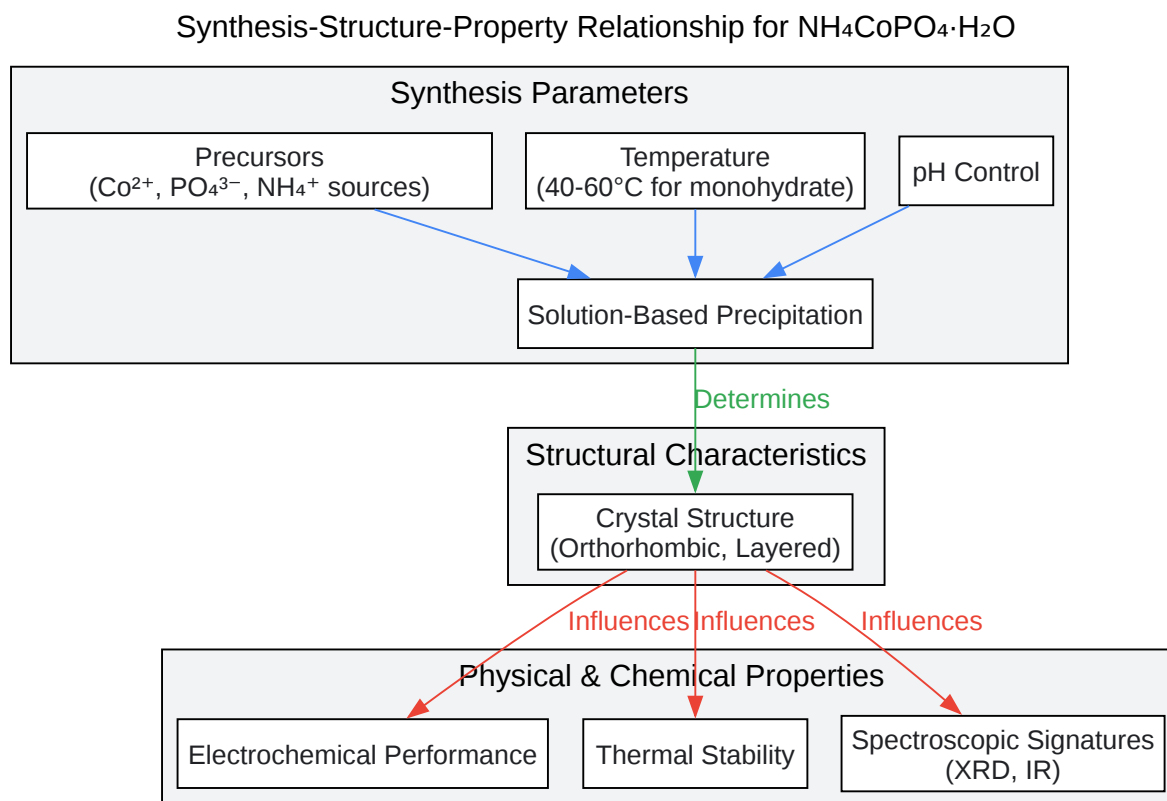 Synthesis-Structure-Property Relationship for NH₄CoPO₄·H₂O
Synthesis Parameters
Precursors
(Co²⁺, PO₄³⁻, NH₄⁺ sources)
Temperature
(40-60°C for monohydrate)
pH Control
Solution-Based Precipitation
Determines
Structural Characteristics
Crystal Structure
(Orthorhombic, Layered)
Influences
Influences
Influences
Physical & Chemical Properties
Electrochemical Performance
Thermal Stability
Spectroscopic Signatures
(XRD, IR)